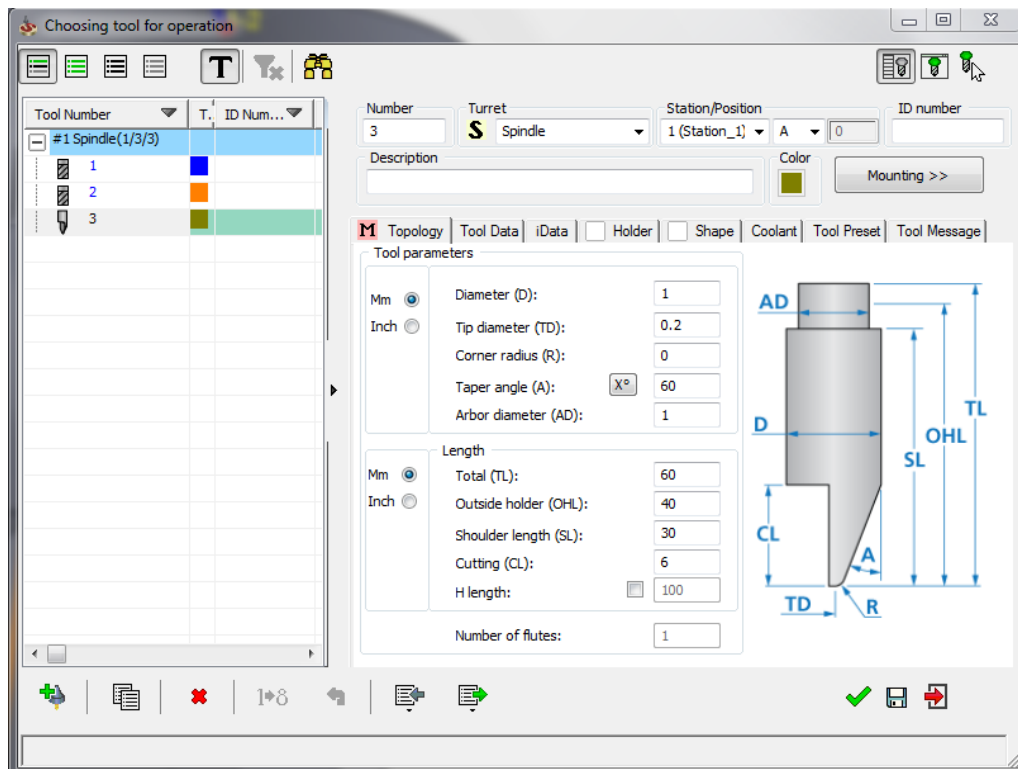 Choosing tool for operation
T
Tool Number T. ID Num...
#1 Spindle(1/3/3)
1
2
3
Number Turret Station/Position ID number
3 S Spindle 1 (Station_1) A 0
Description Color
Mounting >>
M Topology Tool Data iData Holder Shape Coolant Tool Preset Tool Message
Tool parameters
Mm Diameter (D): 1
Inch Tip diameter (TD): 0.2
Corner radius (R): 0
Taper angle (A): X° 60
Arbor diameter (AD): 1
Length
Mm Total (TL): 60
Inch Outside holder (OHL): 40
Shoulder length (SL): 30
Cutting (CL): 6
H length: 100
Number of flutes: 1
AD
D
TL
OHL
SL
CL
A
TD
R
1→8